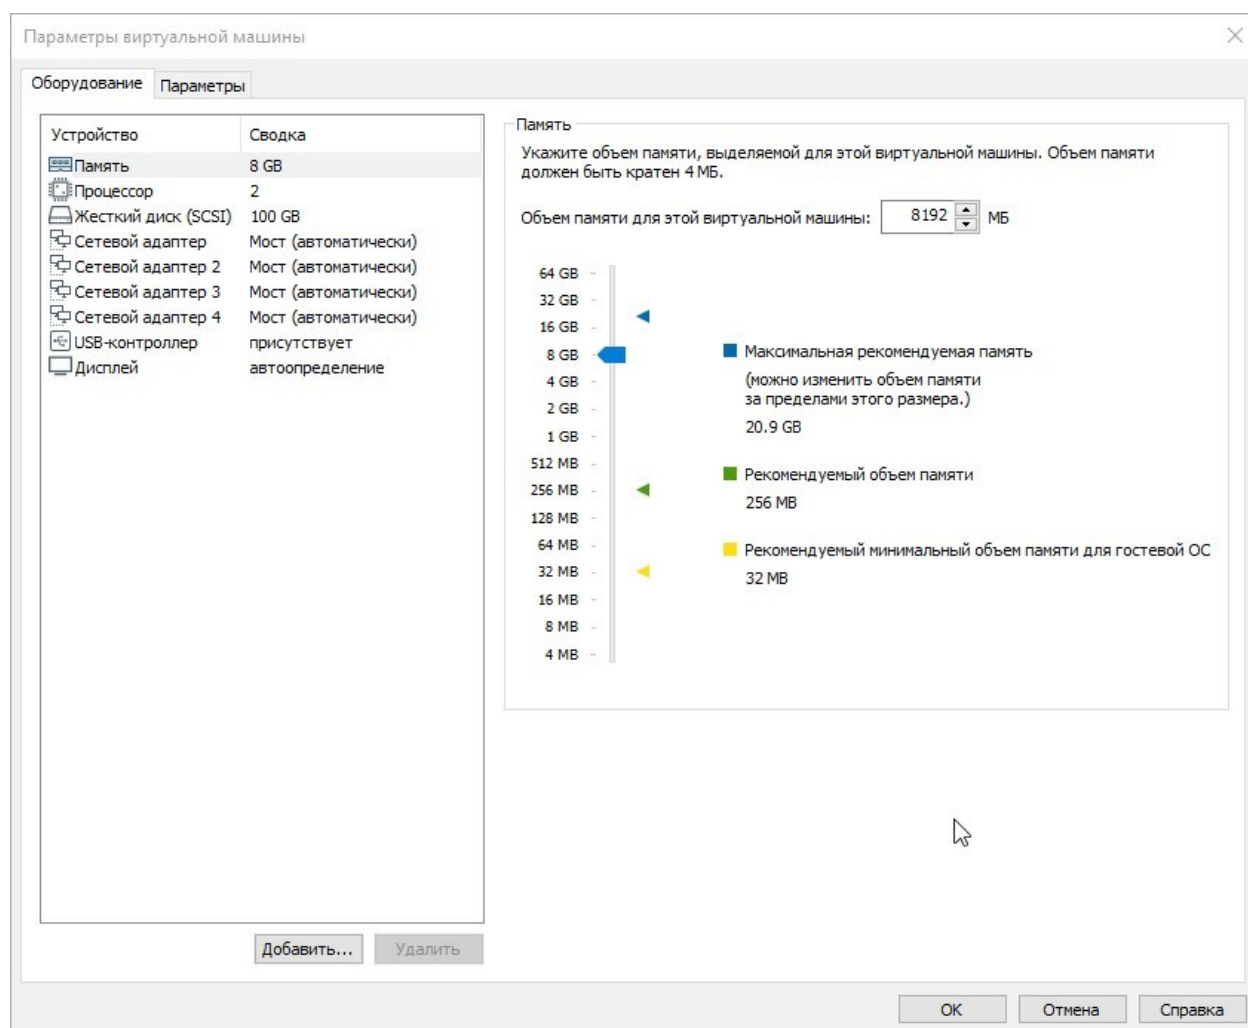 Параметры виртуальной машины
Оборудование Параметры
Устройство Сводка
Память 8 GB
Процессор 2
Жесткий диск (SCSI) 100 GB
Сетевой адаптер Мост (автоматически)
Сетевой адаптер 2 Мост (автоматически)
Сетевой адаптер 3 Мост (автоматически)
Сетевой адаптер 4 Мост (автоматически)
USB-контроллер присутствует
Дисплей автоопределение
Добавить... Удалить
Память
Укажите объем памяти, выделяемой для этой виртуальной машины. Объем памяти
должен быть кратен 4 МБ.
Объем памяти для этой виртуальной машины: 8192 МБ
64 GB
32 GB
16 GB
8 GB
4 GB
2 GB
1 GB
512 MB
256 MB
128 MB
64 MB
32 MB
16 MB
8 MB
4 MB
Максимальная рекомендуемая память
(можно изменить объем памяти
за пределами этого размера.)
20.9 GB
Рекомендуемый объем памяти
256 MB
Рекомендуемый минимальный объем памяти для гостевой ОС
32 MB
ОК Отмена Справка